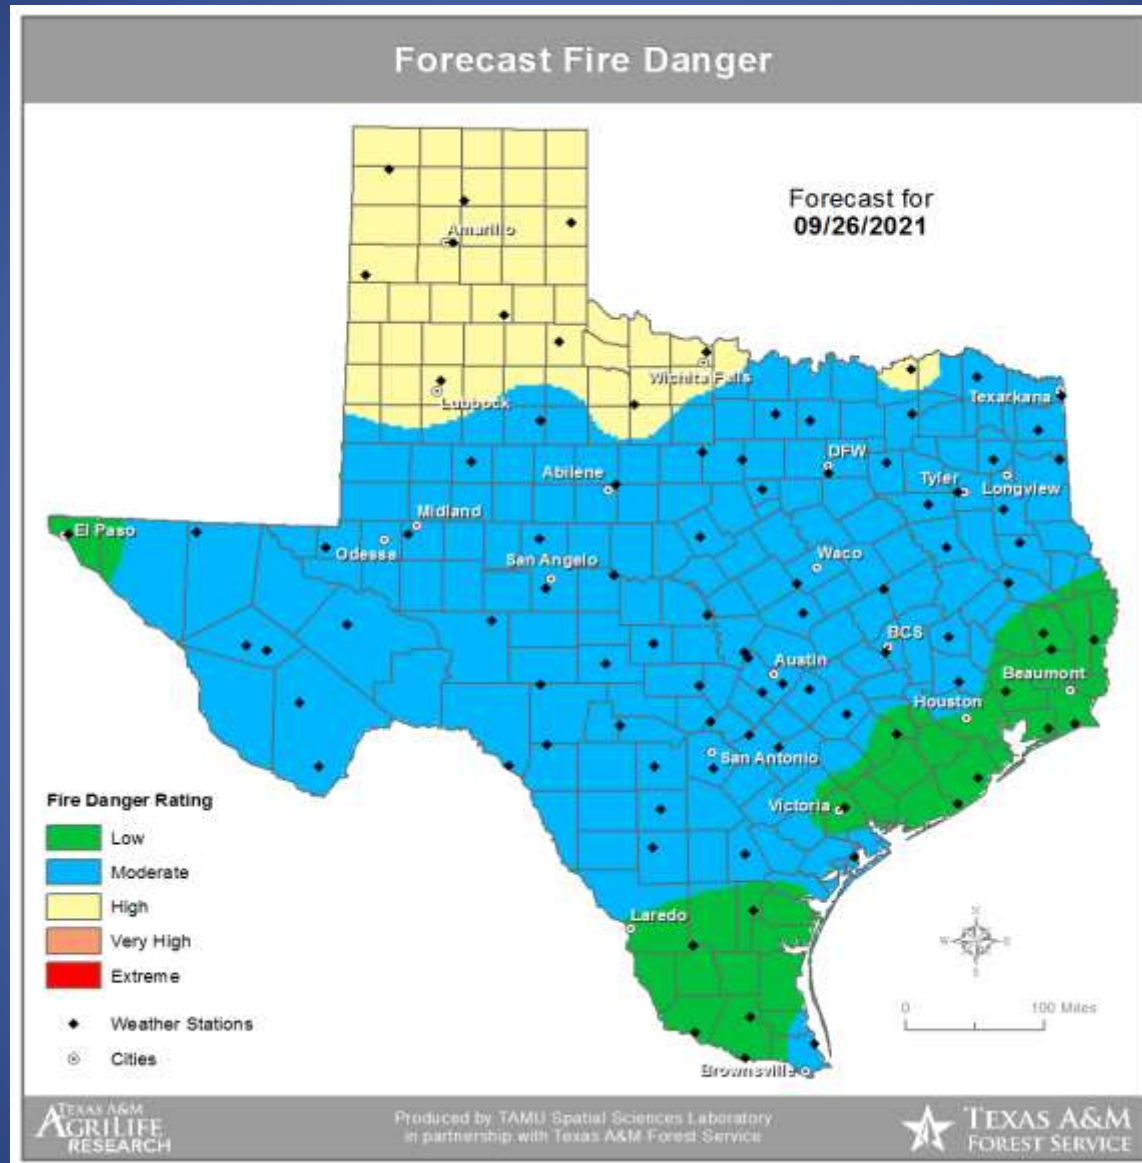 Forecast Fire Danger
Forecast for
09/26/2021
Amarillo
Wichita Falls
Lubbock
Texarkana
DFW
Abilene
Tyler
Longview
El Paso
Midland
Odessa
San Angelo
Waco
BCS
Austin
Beaumont
Houston
San Antonio
Victoria
Laredo
Brownsville
Fire Danger Rating
Low
Moderate
High
Very High
Extreme
Weather Stations
Cities
N
W E
S
0 100 Miles
TEXAS A&M
AGRILIFE
RESEARCH
Produced by TAMU Spatial Sciences Laboratory
in partnership with Texas A&M Forest Service
TEXAS A&M
FOREST SERVICE